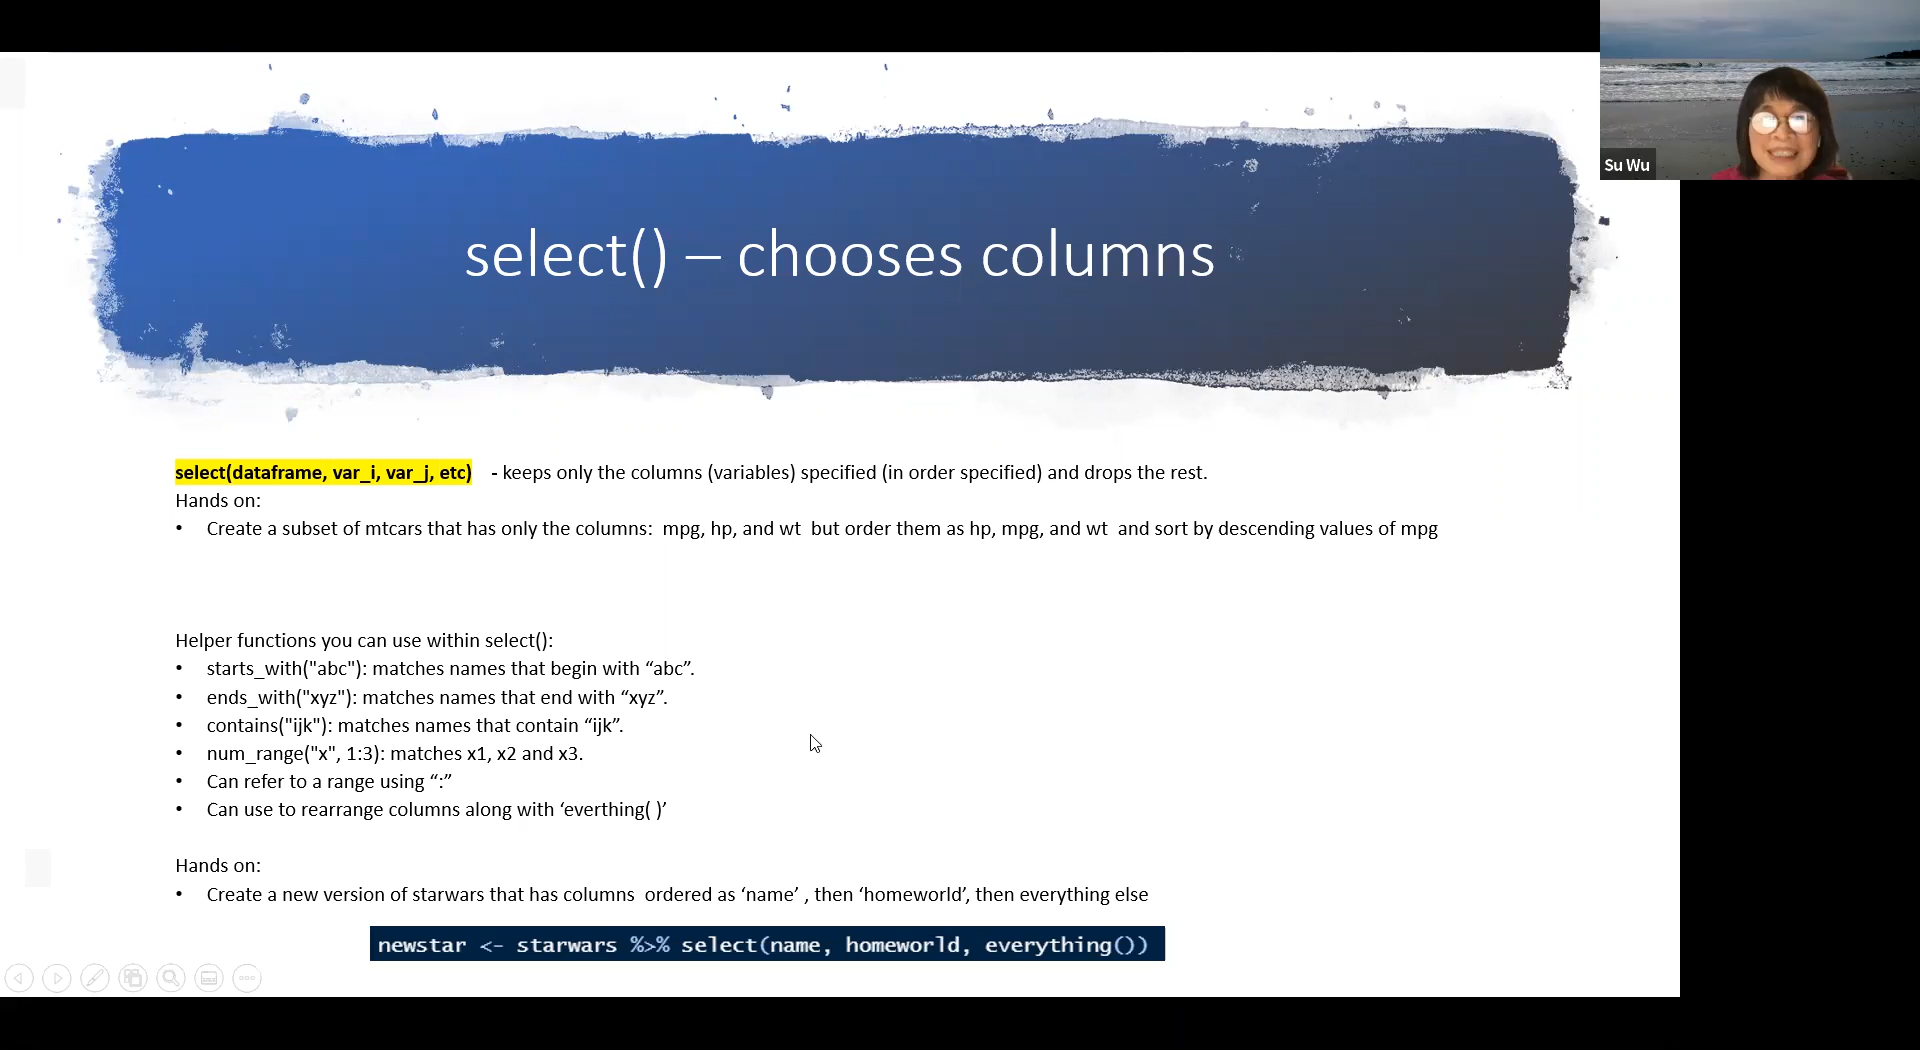 Su Wu
select() – chooses columns
select(dataframe, var_i, var_j, etc) - keeps only the columns (variables) specified (in order specified) and drops the rest.
Hands on:
• Create a subset of mtcars that has only the columns: mpg, hp, and wt but order them as hp, mpg, and wt and sort by descending values of mpg
Helper functions you can use within select():
• starts_with("abc"): matches names that begin with “abc”.
• ends_with("xyz"): matches names that end with “xyz”.
• contains("ijk"): matches names that contain “ijk”.
• num_range("x", 1:3): matches x1, x2 and x3.
• Can refer to a range using “:”
• Can use to rearrange columns along with ‘everthing( )’
Hands on:
• Create a new version of starwars that has columns ordered as ‘name’ , then ‘homeworld’, then everything else
newstar <- starwars %>% select(name, homeworld, everything())